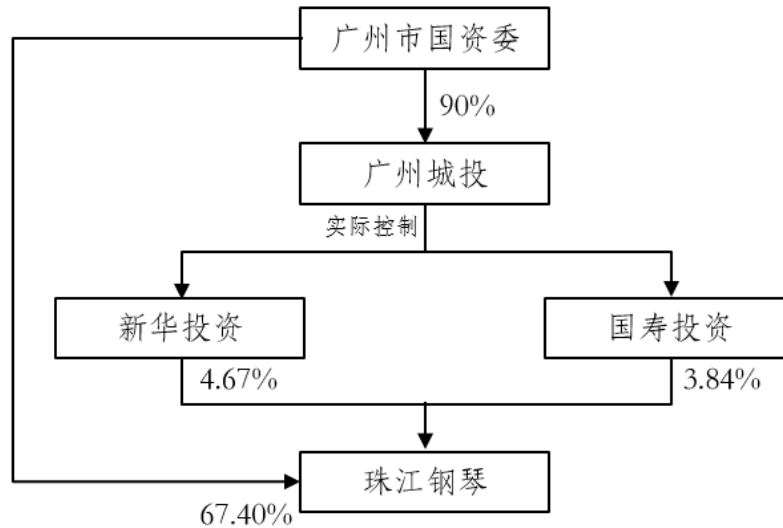 广州市国资委
90%
广州城投
实际控制
新华投资
国寿投资
4.67%
3.84%
珠江钢琴
67.40%